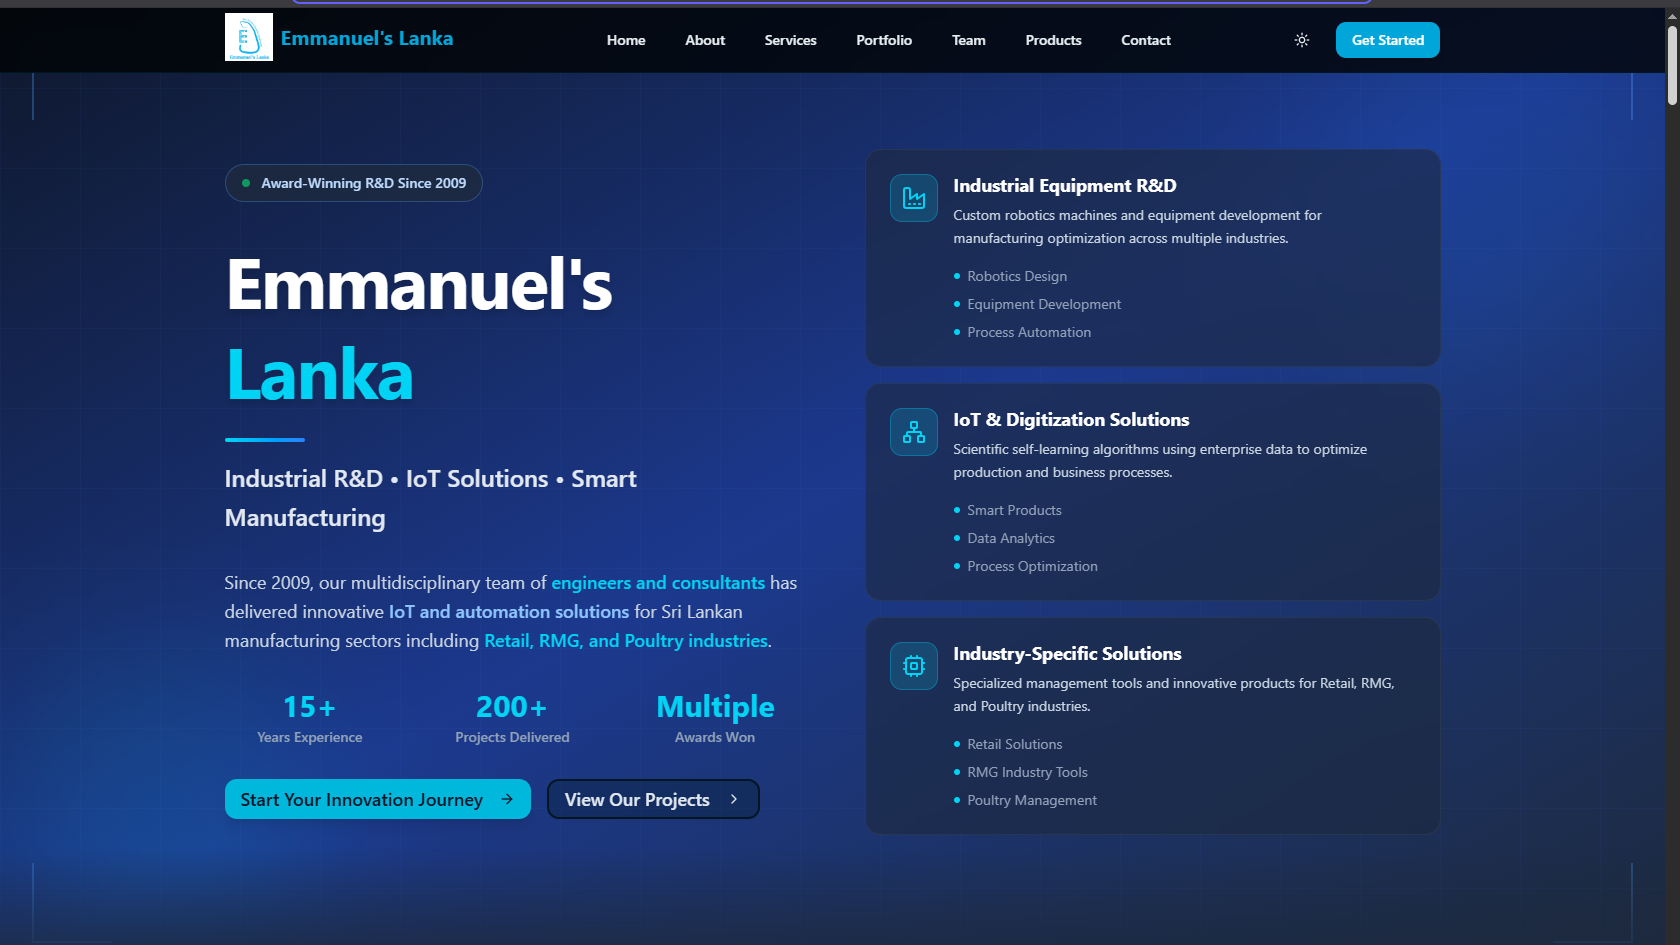 Emmanuel's Lanka
Emmanuel's Lanka
Home
About
Services
Portfolio
Team
Products
Contact
Get Started
Award-Winning R&D Since 2009
Emmanuel's
Lanka
Industrial R&D • IoT Solutions • Smart
Manufacturing
Since 2009, our multidisciplinary team of engineers and consultants has
delivered innovative IoT and automation solutions for Sri Lankan
manufacturing sectors including Retail, RMG, and Poultry industries.
15+
Years Experience
200+
Projects Delivered
Multiple
Awards Won
Start Your Innovation Journey
View Our Projects
Industrial Equipment R&D
Custom robotics machines and equipment development for
manufacturing optimization across multiple industries.
Robotics Design
Equipment Development
Process Automation
IoT & Digitization Solutions
Scientific self-learning algorithms using enterprise data to optimize
production and business processes.
Smart Products
Data Analytics
Process Optimization
Industry-Specific Solutions
Specialized management tools and innovative products for Retail, RMG,
and Poultry industries.
Retail Solutions
RMG Industry Tools
Poultry Management